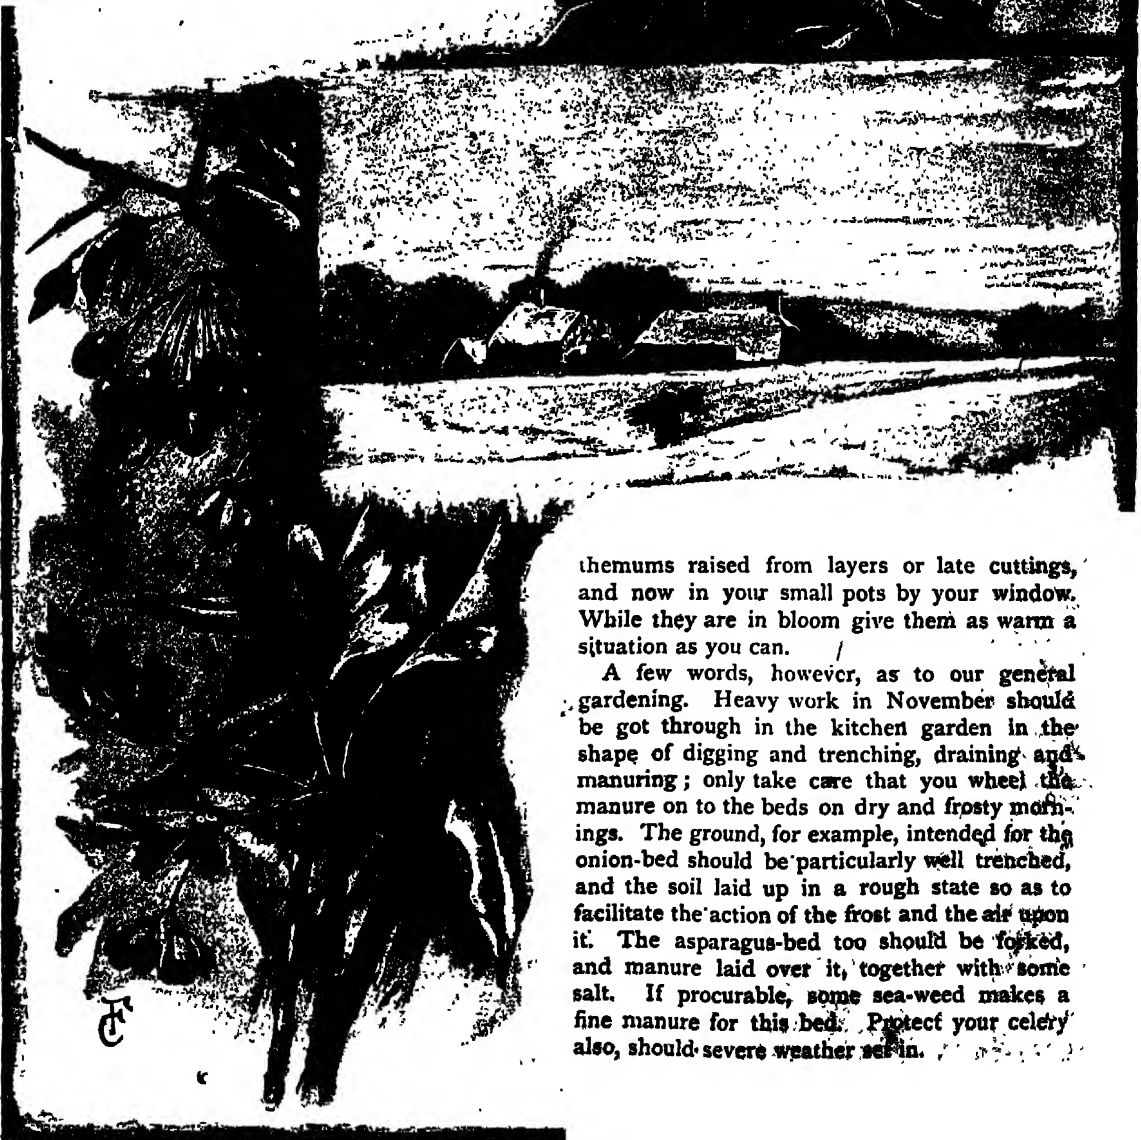 themums raised from layers or late cuttings,
and now in your small pots by your window.
While they are in bloom give them as warm a
situation as you can.
A few words, however, as to our general
gardening. Heavy work in November should
be got through in the kitchen garden in the
shape of digging and trenching, draining and
manuring; only take care that you wheel the
manure on to the beds on dry and frosty morn-
ings. The ground, for example, intended for the
onion-bed should be particularly well trenched,
and the soil laid up in a rough state so as to
facilitate the action of the frost and the air upon
it. The asparagus-bed too should be forked,
and manure laid over it, together with some
salt. If procurable, some sea-weed makes a
fine manure for this bed. Protect your celery
also, should severe weather set in.